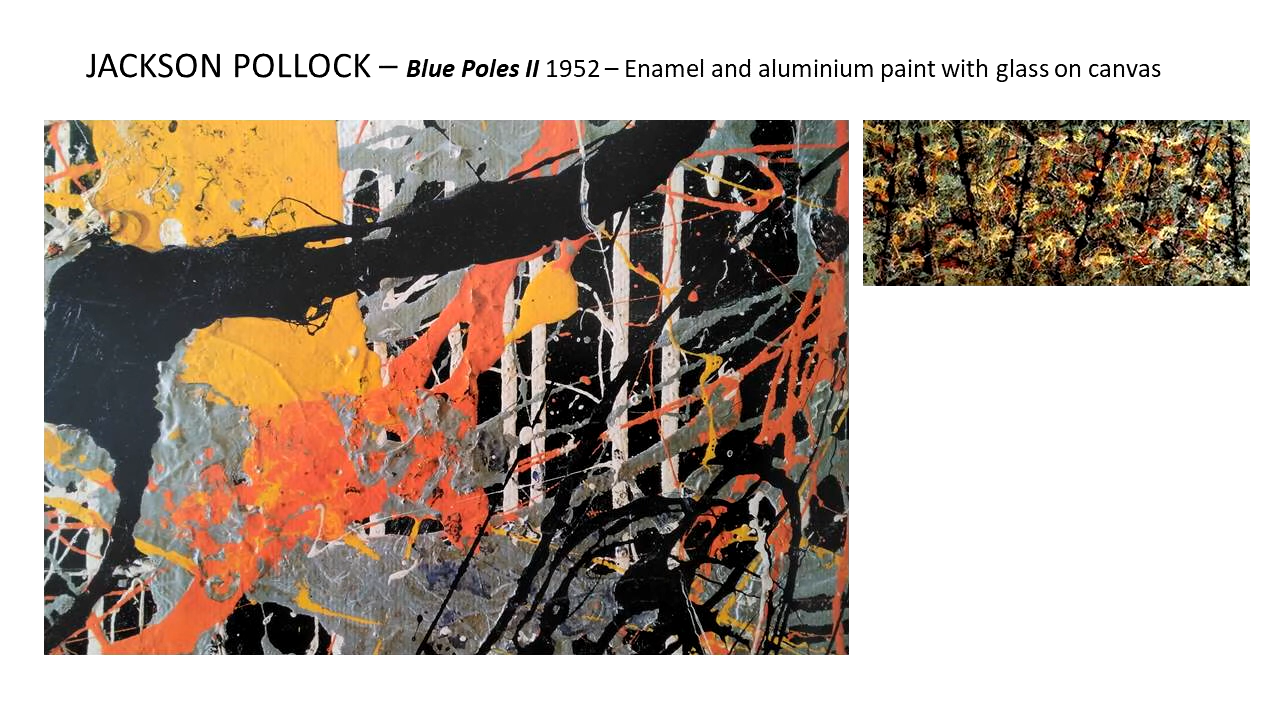 JACKSON POLLOCK – Blue Poles II 1952 – Enamel and aluminium paint with glass on canvas